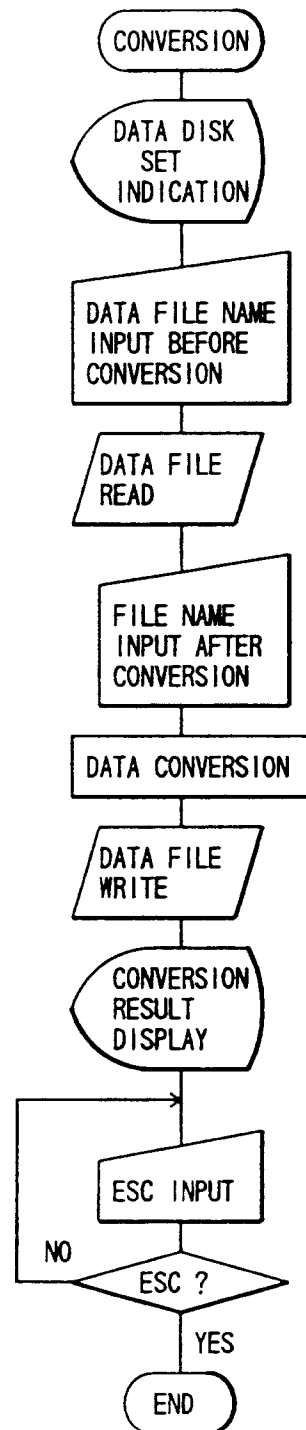 CONVERSION
DATA DISK
SET
INDICATION
DATA FILE NAME
INPUT BEFORE
CONVERSION
DATA FILE
READ
FILE NAME
INPUT AFTER
CONVERSION
DATA CONVERSION
DATA FILE
WRITE
CONVERSION
RESULT
DISPLAY
ESC INPUT
NO
ESC ?
YES
END